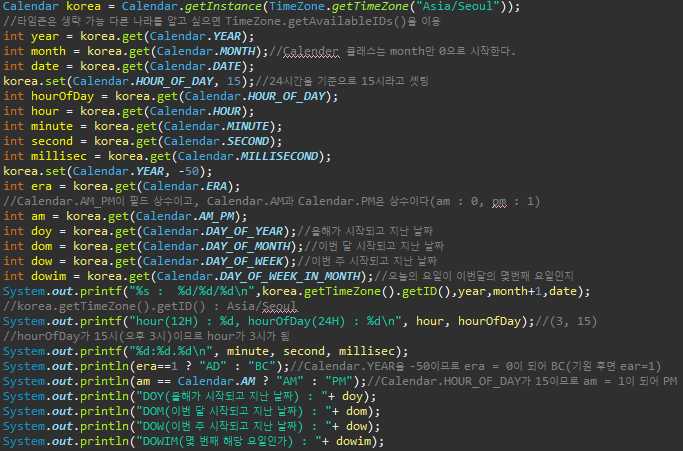 Calendar korea = Calendar.getInstance(TimeZone.getTimeZone("Asia/Seoul"));
//타임존은 생략 가능 다른 나라를 알고 싶으면 TimeZone.getAvailableIDs()을 이용
int year = korea.get(Calendar.YEAR);
int month = korea.get(Calendar.MONTH);//Calender 클래스는 month만 0으로 시작한다.
int date = korea.get(Calendar.DATE);
korea.set(Calendar.HOUR_OF_DAY, 15);//24시간을 기준으로 15시라고 셋팅
int hourOfDay = korea.get(Calendar.HOUR_OF_DAY);
int hour = korea.get(Calendar.HOUR);
int minute = korea.get(Calendar.MINUTE);
int second = korea.get(Calendar.SECOND);
int millisec = korea.get(Calendar.MILLISECOND);
korea.set(Calendar.YEAR, -50);
int era = korea.get(Calendar.ERA);
//Calendar.AM_PM이 필드 상수이고, Calendar.AM과 Calendar.PM은 상수이다(am : 0, pm : 1)
int am = korea.get(Calendar.AM_PM);
int doy = korea.get(Calendar.DAY_OF_YEAR);//올해가 시작되고 지난 날짜
int dom = korea.get(Calendar.DAY_OF_MONTH);//이번 달 시작되고 지난 날짜
int dow = korea.get(Calendar.DAY_OF_WEEK);//이번 주 시작되고 지난 날짜
int dowim = korea.get(Calendar.DAY_OF_WEEK_IN_MONTH);//오늘의 요일이 이번달의 몇번째 요일인지
System.out.printf("%s :  %d/%d/%d\n",korea.getTimeZone().getID(),year,month+1,date);
//korea.getTimeZone().getID() : Asia/Seoul
System.out.printf("hour(12H) : %d, hourOfDay(24H) : %d\n", hour, hourOfDay);//(3, 15)
//hourOfDay가 15시(오후 3시)이므로 hour가 3시가 됨
System.out.printf("%d:%d.%d\n", minute, second, millisec);
System.out.println(era==1 ? "AD" : "BC");//Calendar.YEAR을 -50이므로 era = 0이 되어 BC(기원 후면 ear=1)
System.out.println(am == Calendar.AM ? "AM" : "PM");//Calendar.HOUR_OF_DAY가 15이므로 am = 1이 되어 PM
System.out.println("DOY(올해가 시작되고 지난 날짜) : "+ doy);
System.out.println("DOM(이번 달 시작되고 지난 날짜) : "+ dom);
System.out.println("DOW(이번 주 시작되고 지난 날짜) : "+ dow);
System.out.println("DOWIM(몇 번째 해당 요일인가) : "+ dowim);